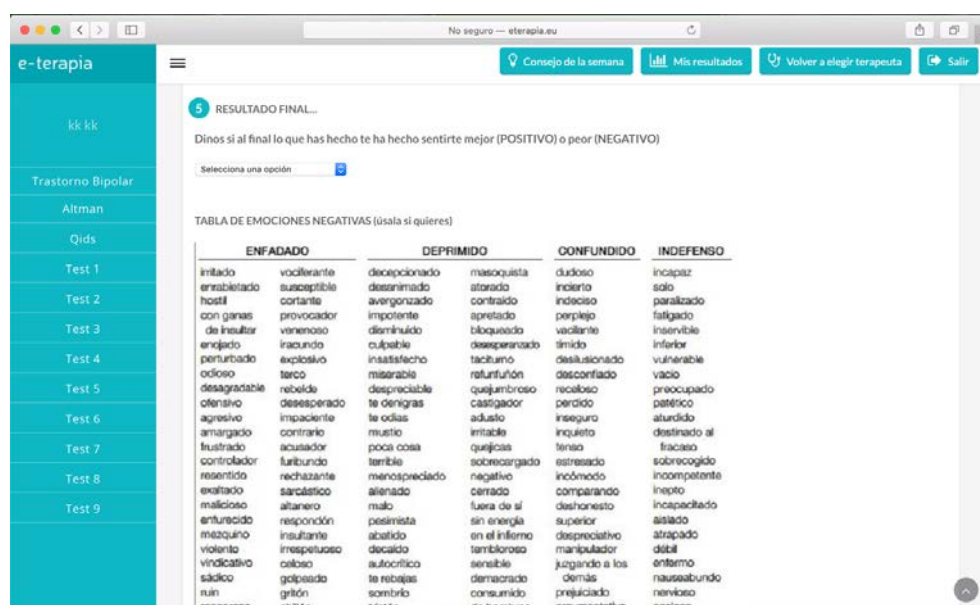 No seguro — eterapia.eu
e-terapia
Consejo de la semana
Mis resultados
Volver a elegir terapeuta
Salir
kk kk
Trastorno Bipolar
Altman
Qids
Test 1
Test 2
Test 3
Test 4
Test 5
Test 6
Test 7
Test 8
Test 9
5 RESULTADO FINAL...
Dinos si al final lo que has hecho te ha hecho sentirte mejor (POSITIVO) o peor (NEGATIVO)
Selecciona una opción
TABLA DE EMOCIONES NEGATIVAS (úsala si quieres)
ENFADADO DEPRIMIDO CONFUNDIDO INDEFENSO
irritado vociferante decepcionado masoquista dudoso incapaz
enrabietado susceptible desanimado atorado incierto solo
hostil cortante avergonzado contraído indeciso paralizado
con ganas provocador impotente apretado perplejo fatigado
de insultar venenoso disminuido bloqueado vacilante inservible
enojado iracundo culpable desesperanzado tímido inferior
perturbado explosivo insatisfecho taciturno desilusionado vulnerable
odioso terco miserable refunfuñón desconfiado vacío
desagradable rebelde despreciable quejumbroso receloso preocupado
ofensivo desesperado te denigras castigador perdido patético
agresivo impaciente te odias adusto inseguro aturdido
amargado contrario mustio irritable inquieto destinado al
frustrado acusador poca cosa quejicas tenso fracaso
controlador furibundo terrible sobrecargado estresado sobrecogido
resentido rechazante menospreciado negativo incómodo incompetente
exaltado sarcástico alienado cerrado comparando inepto
malicioso altanero malo fuera de sí deshonesto incapacitado
enfurecido respondón pesimista sin energía superior aislado
mezquino insultante abatido en el infierno despreciativo atrapado
violento irrespetuoso decaído tembloroso manipulador débil
vindicativo celoso autocrítico sensible juzgando a los enfermo
sádico golpeado te rebajas demacrado demás nauseabundo
ruin gritón sombrío consumido prejuiciado nervioso